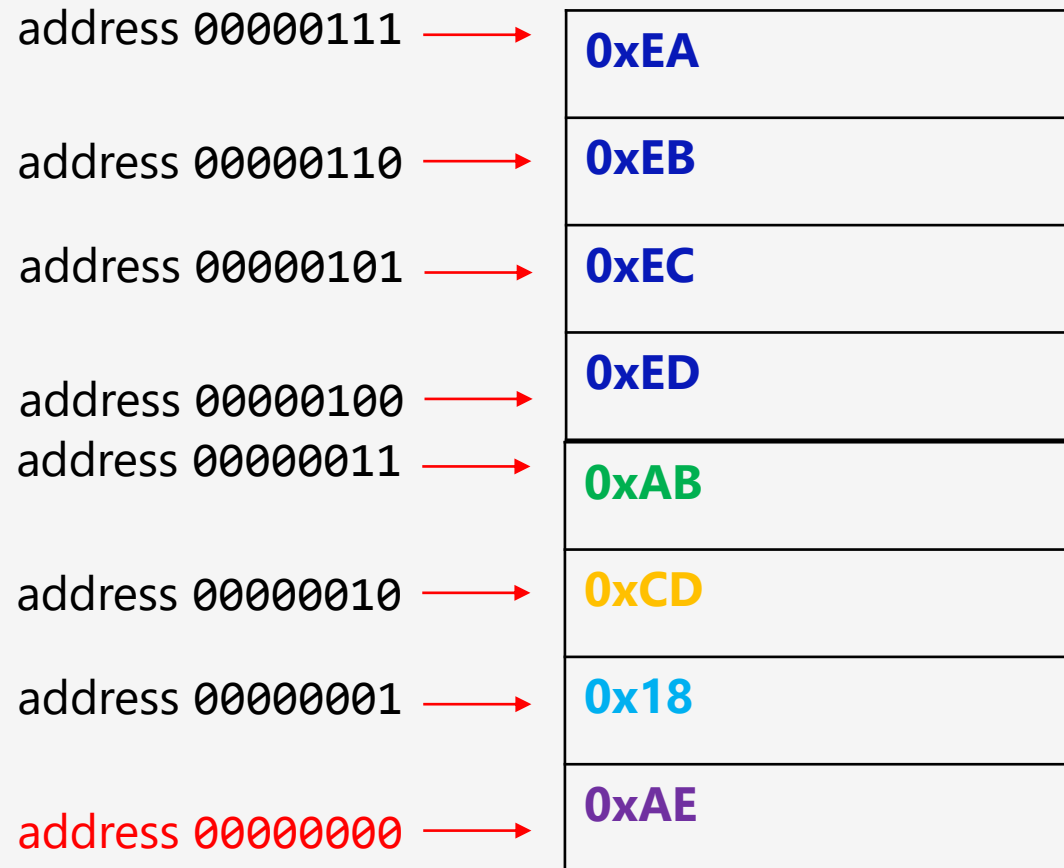 address 00000111 0xEA
address 00000110 0xEB
address 00000101 0xEC
address 00000100 0xED
address 00000011 0xAB
address 00000010 0xCD
address 00000001 0x18
address 00000000 0xAE